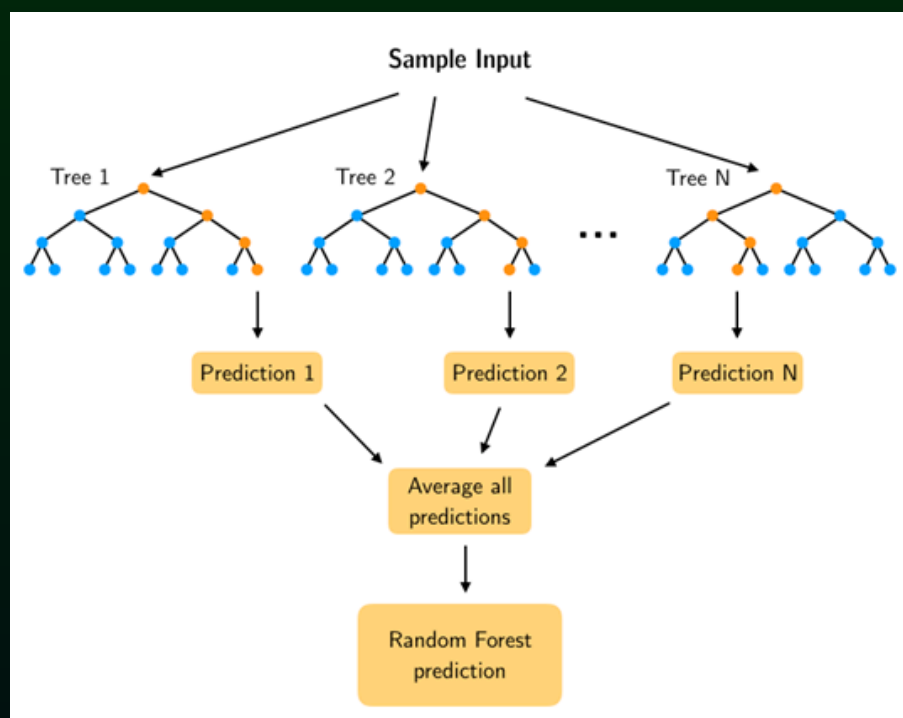 Sample Input
Tree 1
Tree 2
Tree N
...
Prediction 1
Prediction 2
Prediction N
Average all
predictions
Random Forest
prediction